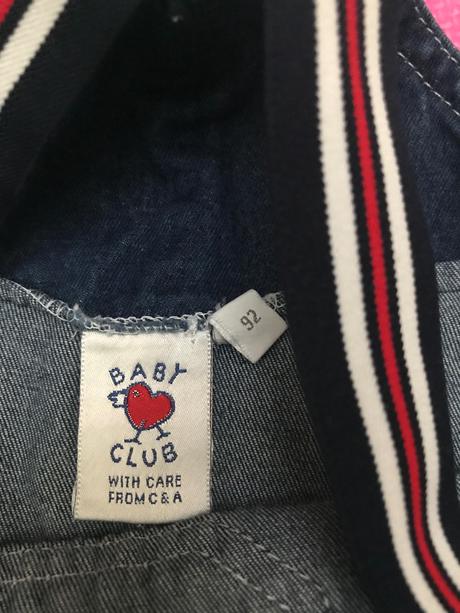 92
BABY
CLUB
WITH CARE
FROM C & A